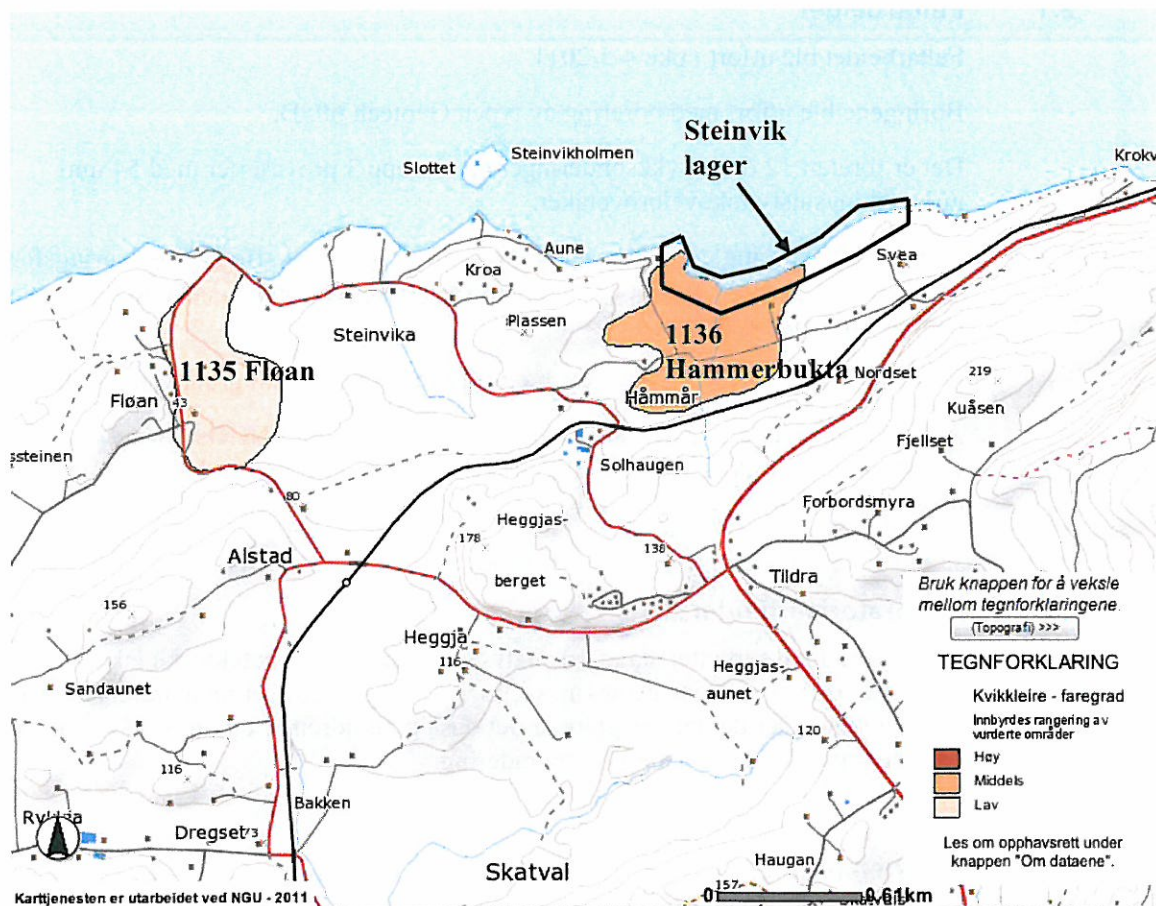 Steinvik
lager
Steinvikholmen
Slottet
Krokv
Aune
Kroa
Svea
Plassen
Steinvika
1136
Hammerbukta
1135 Fløan
Nordset
219
Håmmår
Kuåsen
Fløan
43
Fjellset
ssteinen
Solhaugen
80
Forbordsmyra
Heggjas-
178
138
Alstad
berget
Tildra
Bruk knappen for å veksle
mellom tegnforklaringene.
(Topografi) >>>
156
Heggja
TEGNFORKLARING
116
Heggjas-
aunet
Sandaunet
Kvikkleire - faregrad
Innbyrdes rangering av
vurderte områder
120
Høy
116
Middels
Bakken
Lav
Dregset
73
Les om opphavsrett under
knappen "Om dataene".
Skatval
Haugan
157
0
0.61km
Karttjenesten er utarbeidet ved NGU - 2011